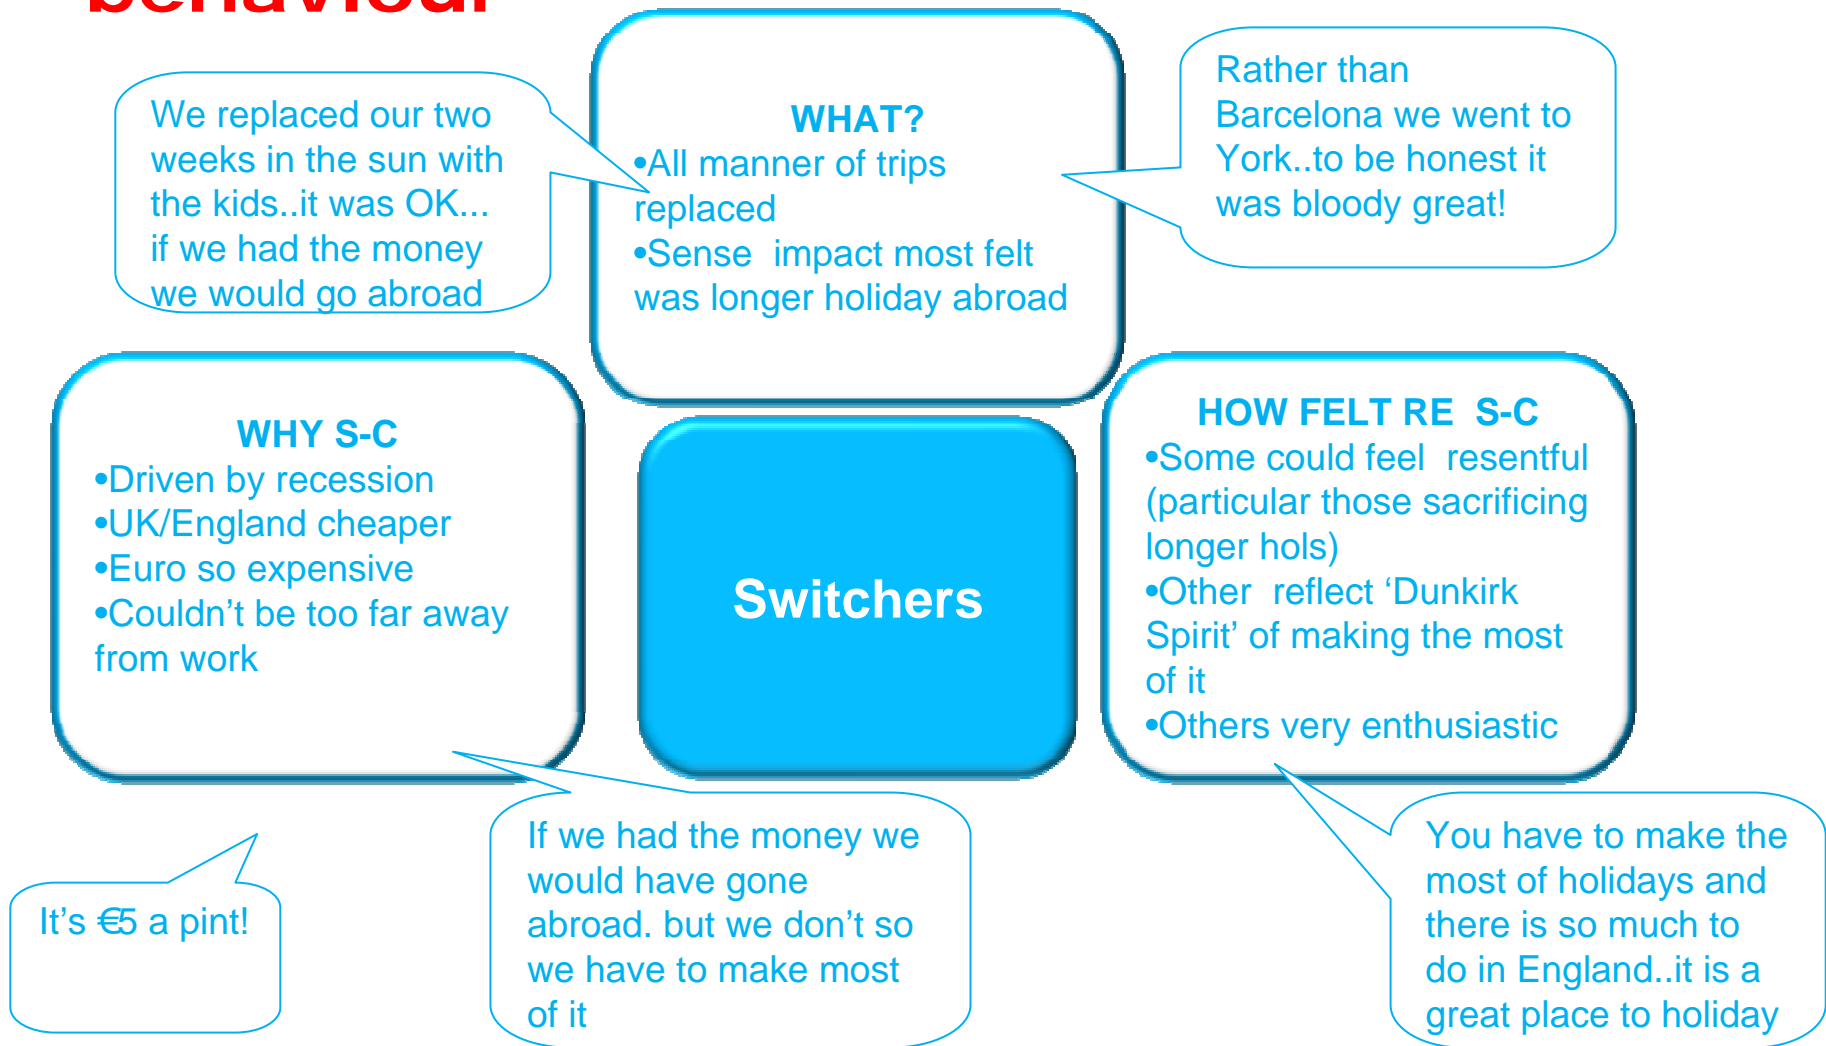 behaviour
We replaced our two
weeks in the sun with
the kids..it was OK...
if we had the money
we would go abroad
WHAT?
•All manner of trips
replaced
•Sense  impact most felt
was longer holiday abroad
Rather than
Barcelona we went to
York..to be honest it
was bloody great!
WHY S-C
•Driven by recession
•UK/England cheaper
•Euro so expensive
•Couldn’t be too far away
from work
Switchers
HOW FELT RE  S-C
•Some could feel  resentful
(particular those sacrificing
longer hols)
•Other  reflect ‘Dunkirk
Spirit’ of making the most
of it
•Others very enthusiastic
It’s €5 a pint!
If we had the money we
would have gone
abroad. but we don’t so
we have to make most
of it
You have to make the
most of holidays and
there is so much to
do in England..it is a
great place to holiday